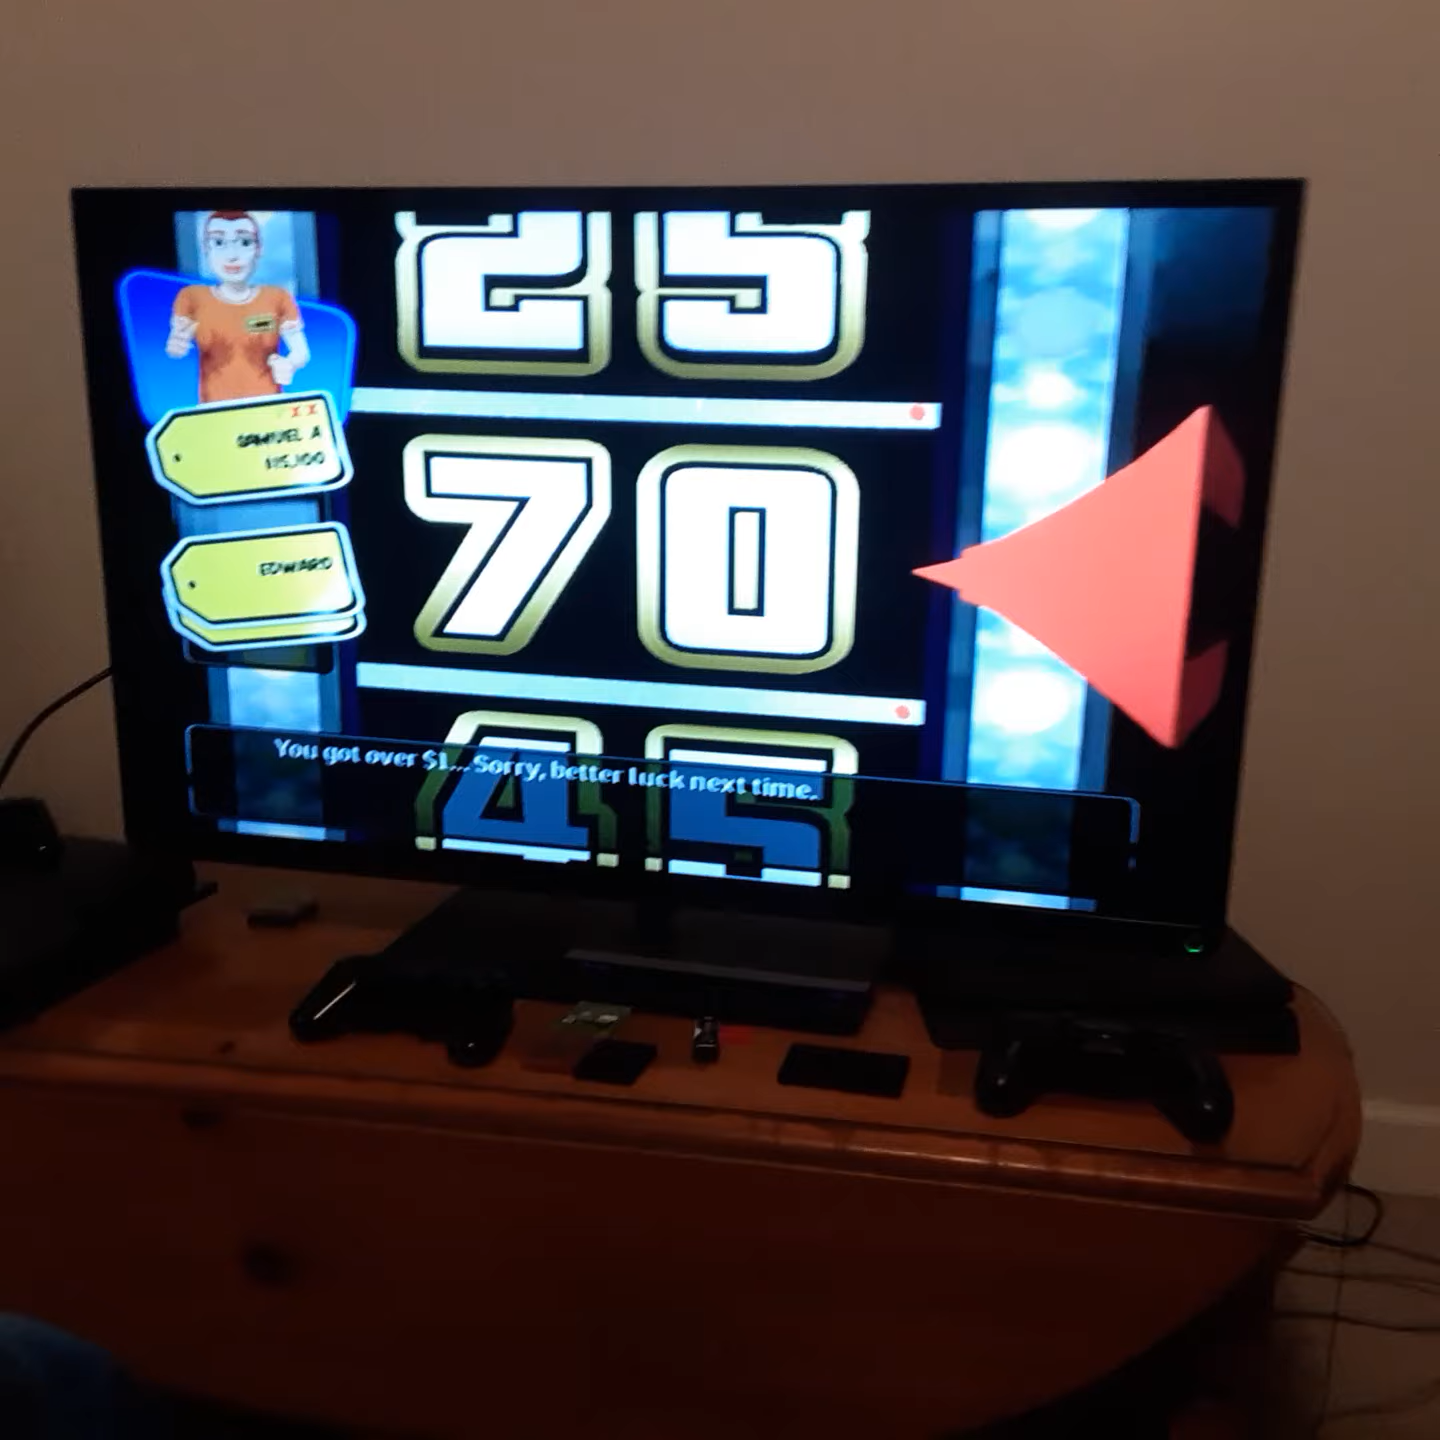 25
X X
SAMUEL A
$15,100
70
EDWARD
You got over $1... Sorry, better luck next time.
45